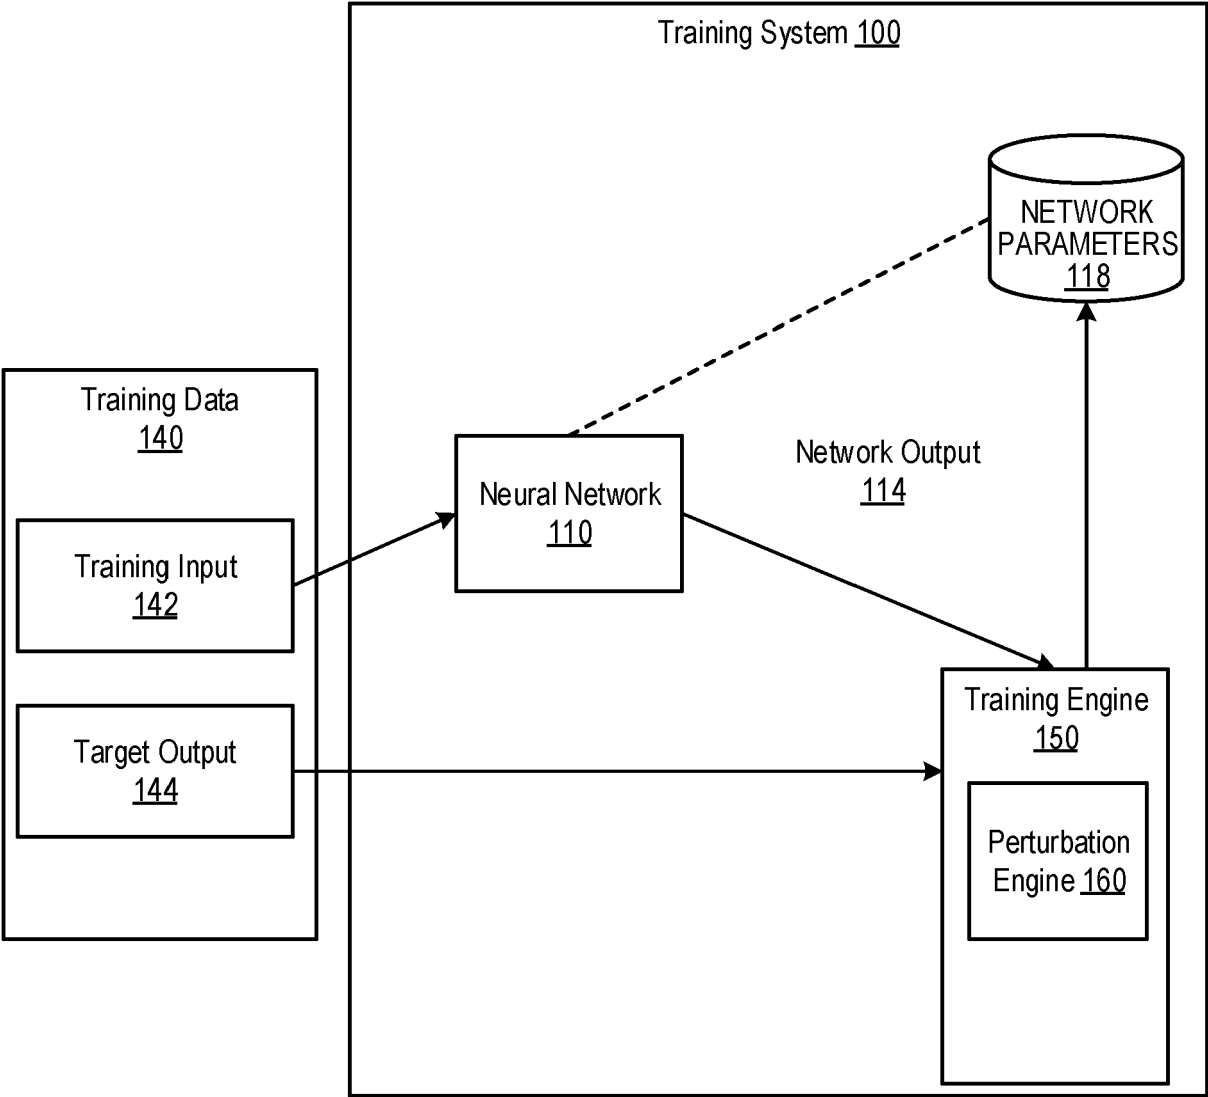 Training System 100
NETWORK
PARAMETERS
118
Training Data
140
Network Output
114
Neural Network
110
Training Input
142
Training Engine
150
Target Output
144
Perturbation
Engine 160